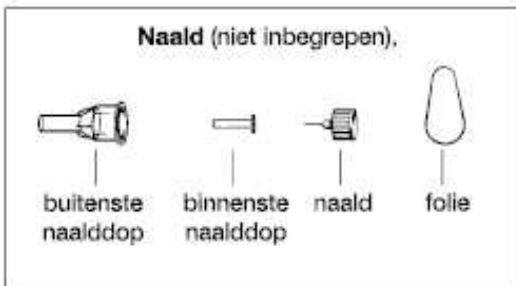 Naald (niet inbegrepen).
buitenste naalddop
binnenste naalddop
naald
folie